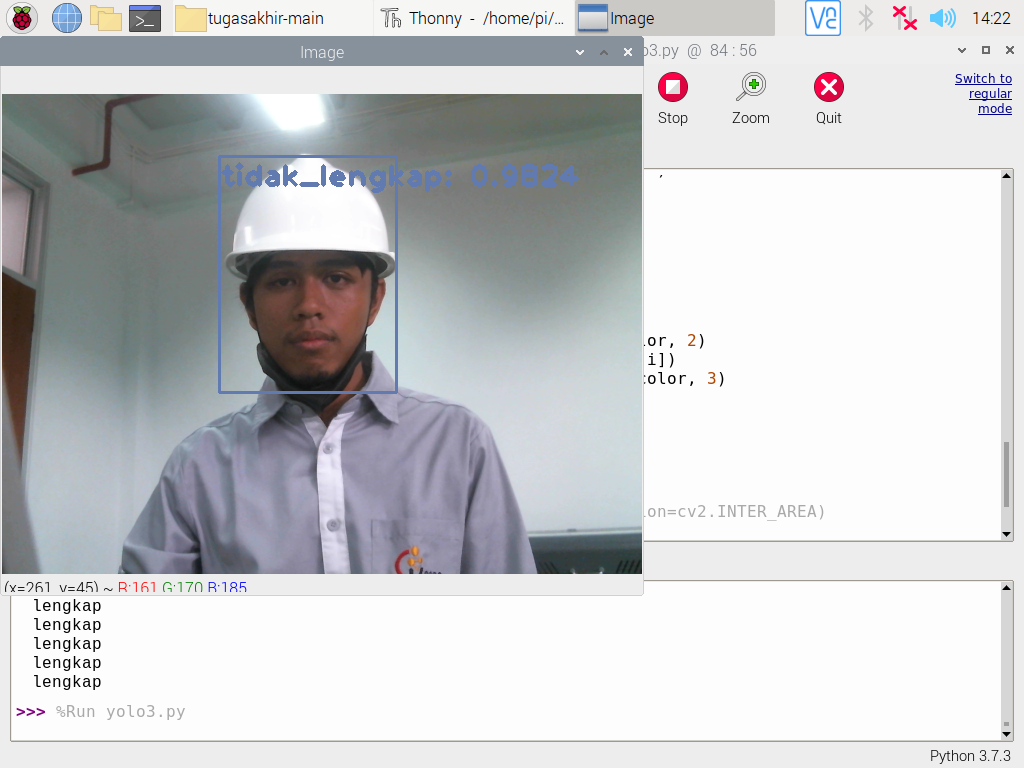 tugasakhir-main
Thonny - /home/pi/...
Image
14:22
Image
o3.py @ 84:56
Stop
Zoom
Quit
Switch to
regular
mode
tidak_lengkap: 0.9824
or, 2)
i])
color, 3)
ion=cv2.INTER_AREA)
(x=261, y=45) ~ R:161 G:170 B:185
lengkap
lengkap
lengkap
lengkap
lengkap
>>> %Run yolo3.py
Python 3.7.3